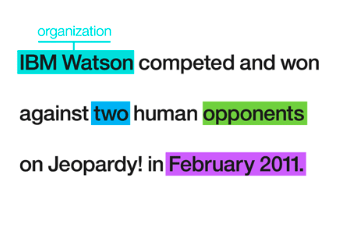 organization
IBM Watson competed and won
against two human opponents
on Jeopardy! in February 2011.